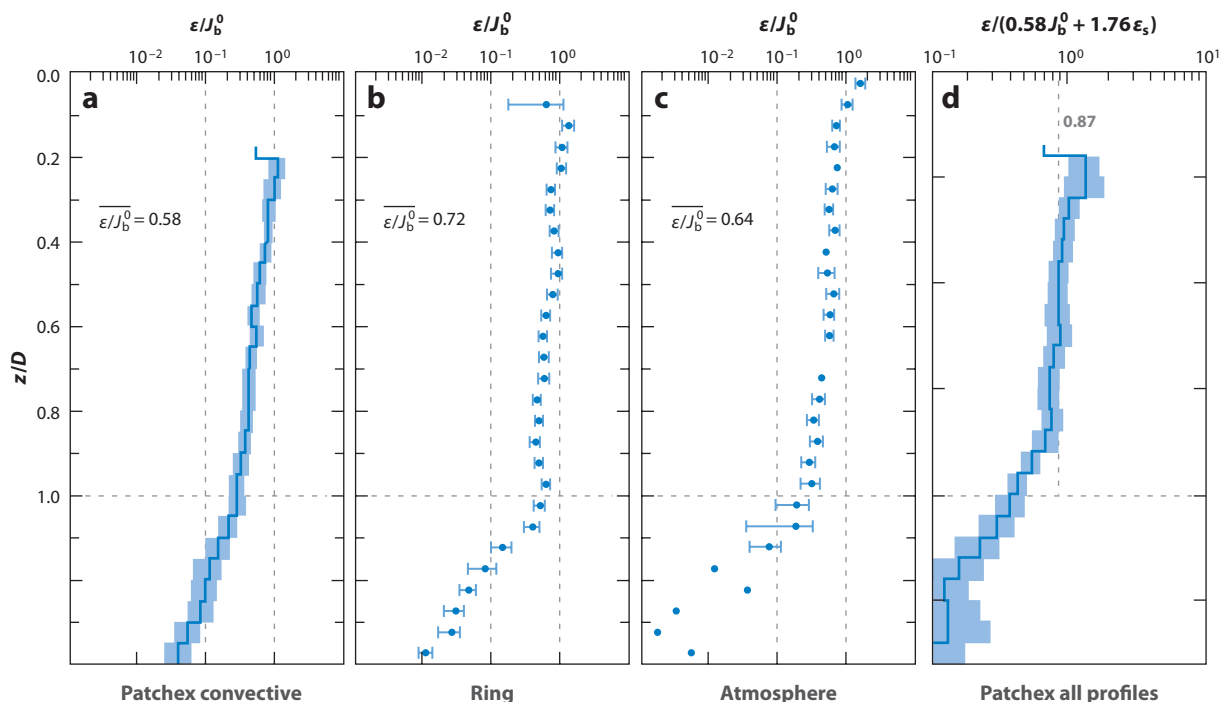 ε/J_b^0 ε/J_b^0 ε/J_b^0 ε/(0.58J_b^0 + 1.76ε_s)
10^−2 10^−1 10^0 10^−2 10^−1 10^0 10^−2 10^−1 10^0 10^−1 10^0 10^1
0.0
a b c d
0.87
0.2
ε/J_b^0 = 0.58 ε/J_b^0 = 0.72 ε/J_b^0 = 0.64
0.4
0.6
z/D
0.8
1.0
Patchex convective Ring Atmosphere Patchex all profiles